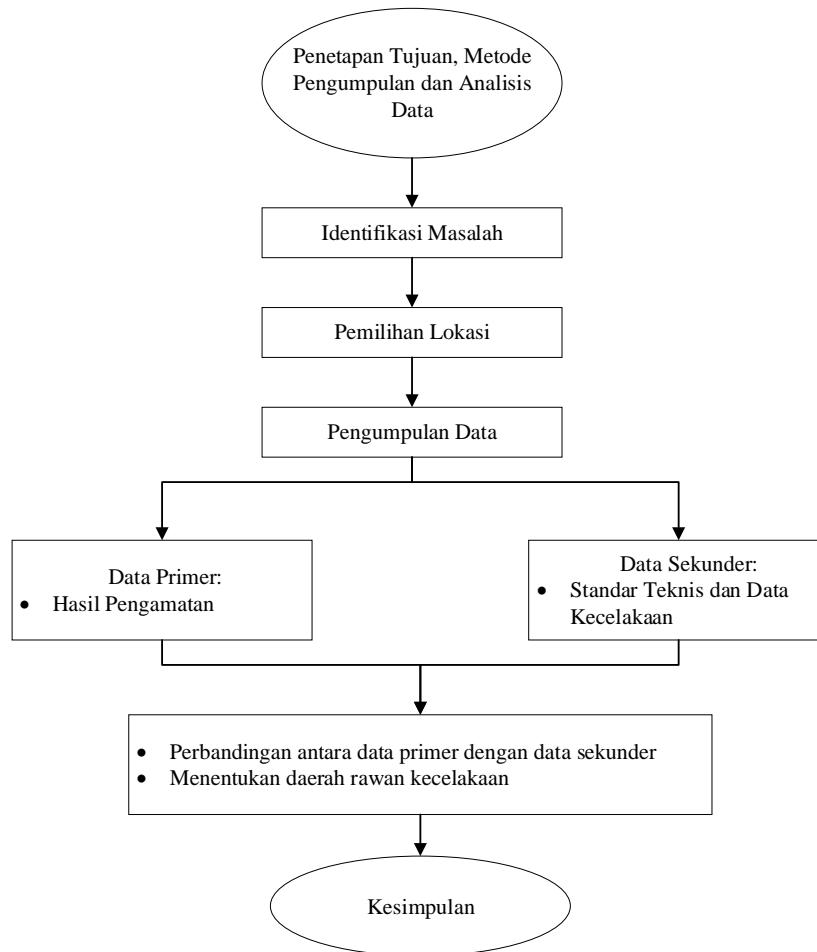 Penetapan Tujuan, Metode
Pengumpulan dan Analisis
Data
Identifikasi Masalah
Pemilihan Lokasi
Pengumpulan Data
Data Primer:
• Hasil Pengamatan
Data Sekunder:
• Standar Teknis dan Data
Kecelakaan
• Perbandingan antara data primer dengan data sekunder
• Menentukan daerah rawan kecelakaan
Kesimpulan